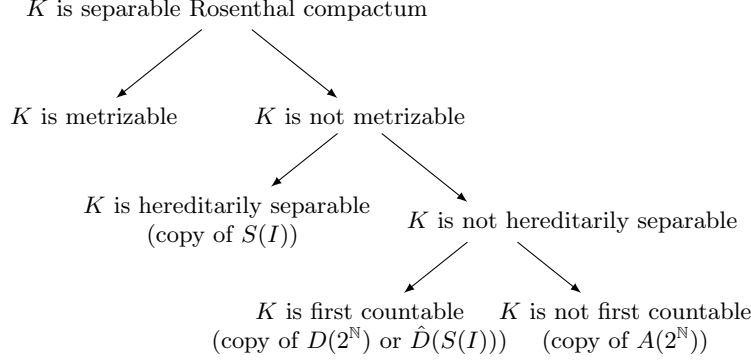 K is separable Rosenthal compactum
K is metrizable
K is not metrizable
K is hereditarily separable
(copy of S(I))
K is not hereditarily separable
K is first countable
(copy of D(2^ℕ) or D̂(S(I)))
K is not first countable
(copy of A(2^ℕ))